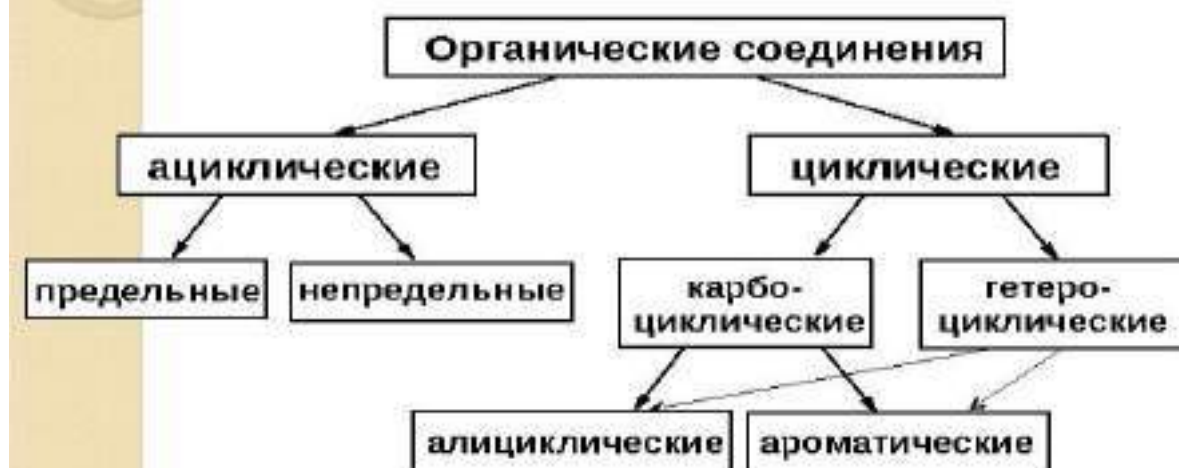 Органические соединения
ациклические
циклические
предельные
непредельные
карбо-
циклические
гетеро-
циклические
алициклические
ароматические